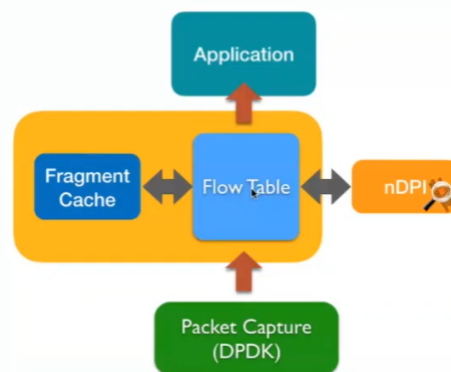 Application
Fragment
Cache
Flow Table
nDPI
Packet Capture
(DPDK)